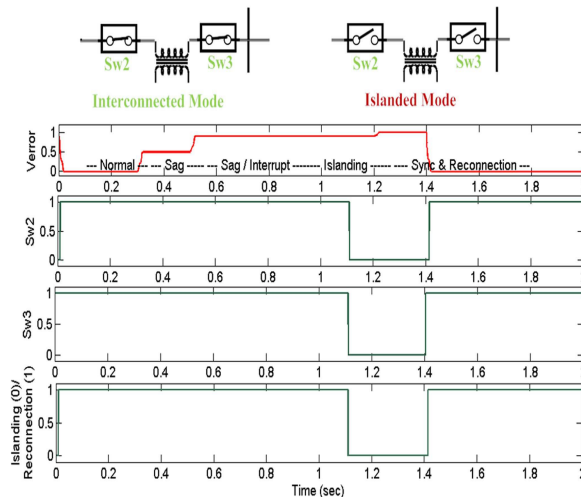 Sw2
Sw3
Sw2
Sw3
Interconnected Mode
Islanded Mode
Verror
1
0.5
0
--- Normal ---- --- Sag ------ ---- Sag / Interrupt ---- ---- Islanding ---- --- Sync & Reconnection ---
0 0.2 0.4 0.6 0.8 1 1.2 1.4 1.6 1.8
Sw2
1
0.5
0
0 0.2 0.4 0.6 0.8 1 1.2 1.4 1.6 1.8
Sw3
1
0.5
0
0 0.2 0.4 0.6 0.8 1 1.2 1.4 1.6 1.8
Islanding (0)/
Reconnection (1)
1
0.5
0
0 0.2 0.4 0.6 0.8 1 1.2 1.4 1.6 1.8
Time (sec)